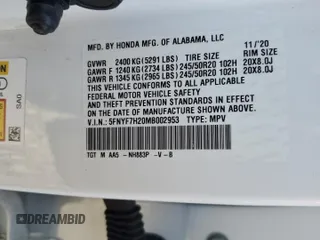 MFD. BY HONDA MFG. OF ALABAMA, LLC 11/'20
GVWR 2400 KG(5291 LBS) TIRE SIZE RIM SIZE
GAWR F 1240 KG(2734 LBS) 245/50R20 102H 20X8.0J
GAWR R 1345 KG(2965 LBS) 245/50R20 102H 20X8.0J
THIS VEHICLE CONFORMS TO ALL APPLICABLE
FEDERAL MOTOR VEHICLE SAFETY
AND THEFT PREVENTION STANDARDS IN EFFECT
ON THE DATE OF MANUFACTURE SHOWN ABOVE.
V.I.N.: 5FNYF7H20MB002953 TYPE: MPV
TGT M AA5 -NH883P -V -B
SA0